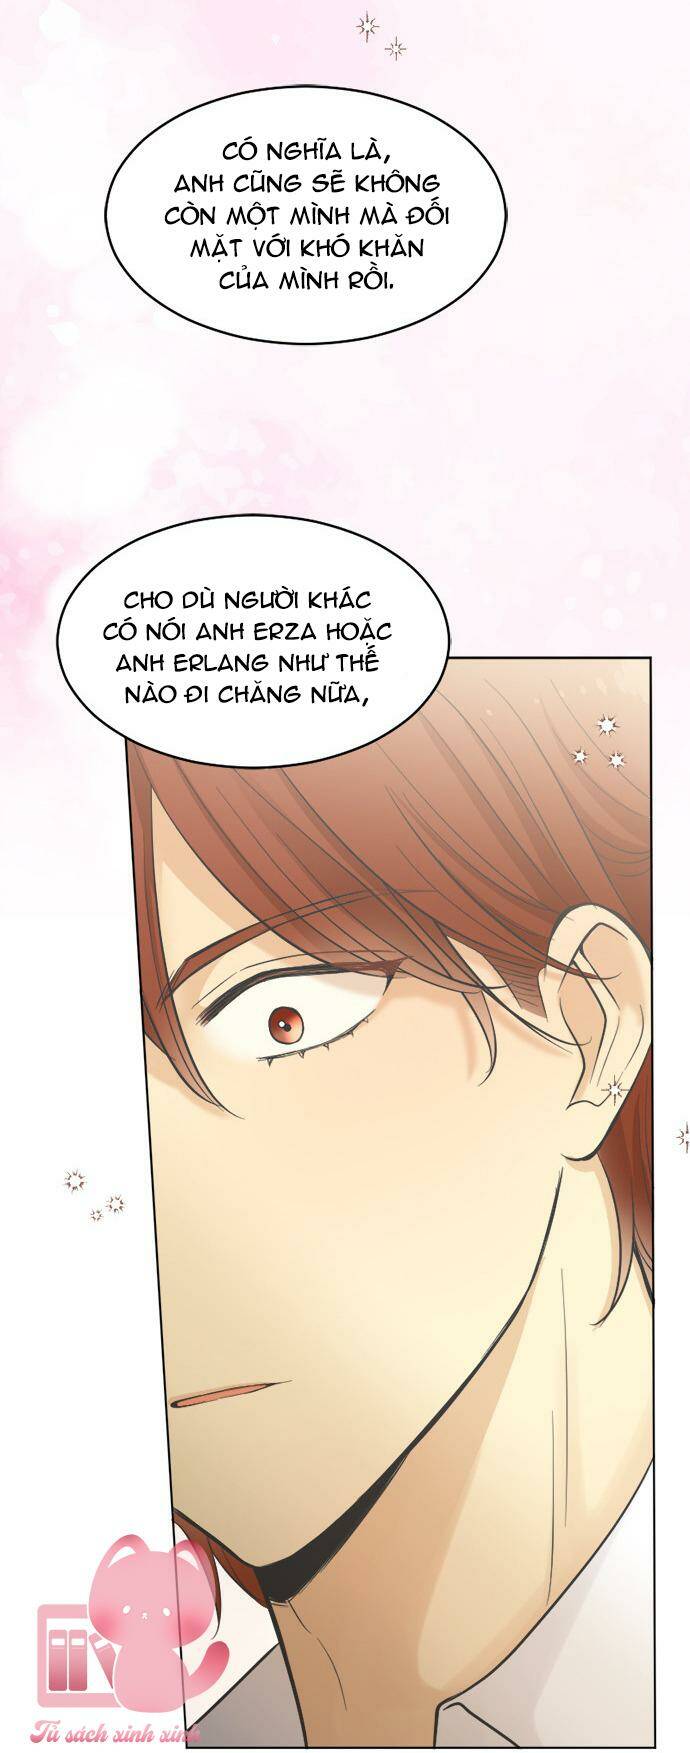 CÓ NGHĨA LÀ,
ANH CŨNG SẼ KHÔNG
CÒN MỘT MÌNH MÀ ĐỐI
MẶT VỚI KHÓ KHĂN
CỦA MÌNH RỒI.
CHO DÙ NGƯỜI KHÁC
CÓ NÓI ANH ERZA HOẶC
ANH ERLANG NHƯ THẾ
NÀO ĐI CHĂNG NỮA,
Tủ sách xinh xinh